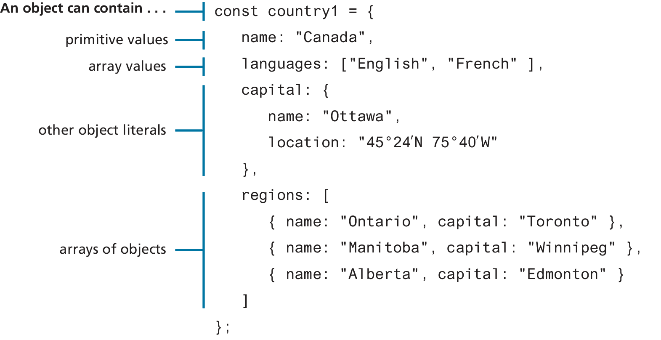 An object can contain . . . const country1 = {
primitive values name: "Canada",
array values languages: ["English", "French" ],
capital: {
name: "Ottawa",
other object literals
location: "45°24′N 75°40′W"
},
regions: [
{ name: "Ontario", capital: "Toronto" },
arrays of objects { name: "Manitoba", capital: "Winnipeg" },
{ name: "Alberta", capital: "Edmonton" }
]
};